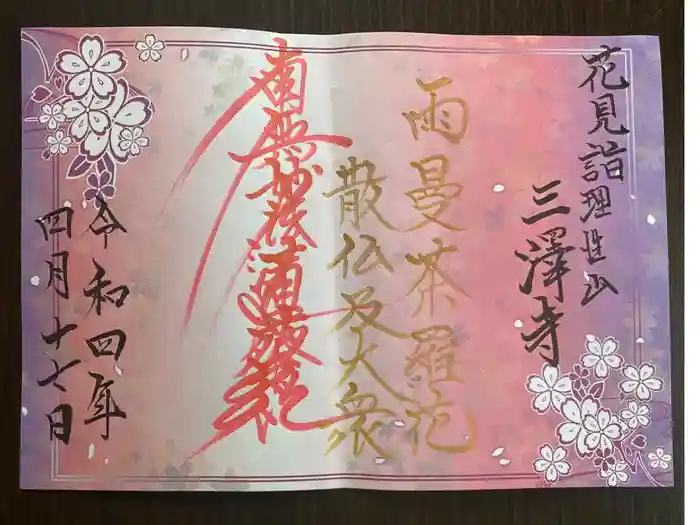 花見詣理性山
三澤寺
雨曼荼羅花
散仏及大衆
南無妙法蓮華経
令和四年
四月十七日